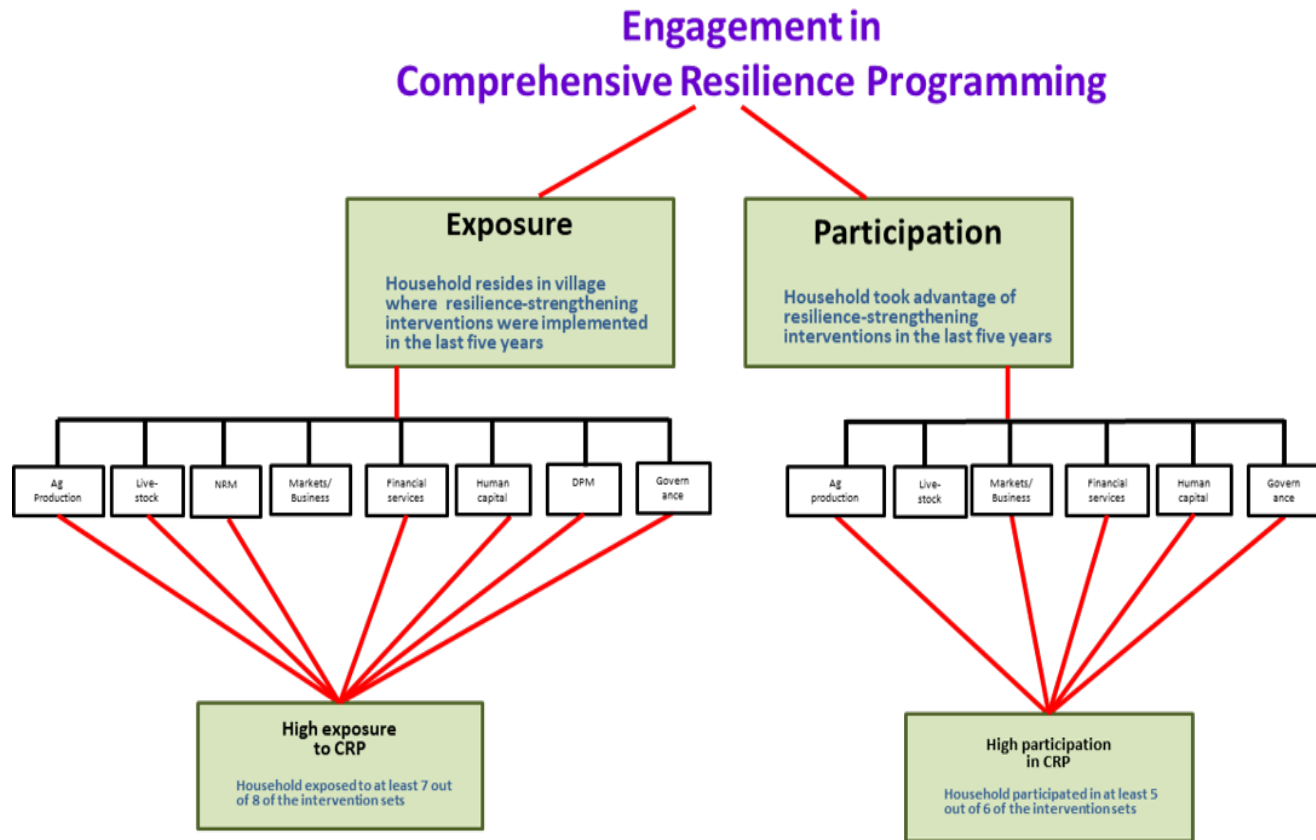 Engagement in
Comprehensive Resilience Programming
Exposure
Household resides in village
where resilience-strengthening
interventions were implemented
in the last five years
Participation
Household took advantage of
resilience-strengthening
interventions in the last five years
Ag
Production
Live-
stock
NRM
Markets/
Business
Financial
services
Human
capital
DPM
Govern
ance
Ag
production
Live-
stock
Markets/
Business
Financial
services
Human
capital
Govern
ance
High exposure
to CRP
Household exposed to at least 7 out
of 8 of the intervention sets
High participation
in CRP
Household participated in at least 5
out of 6 of the intervention sets